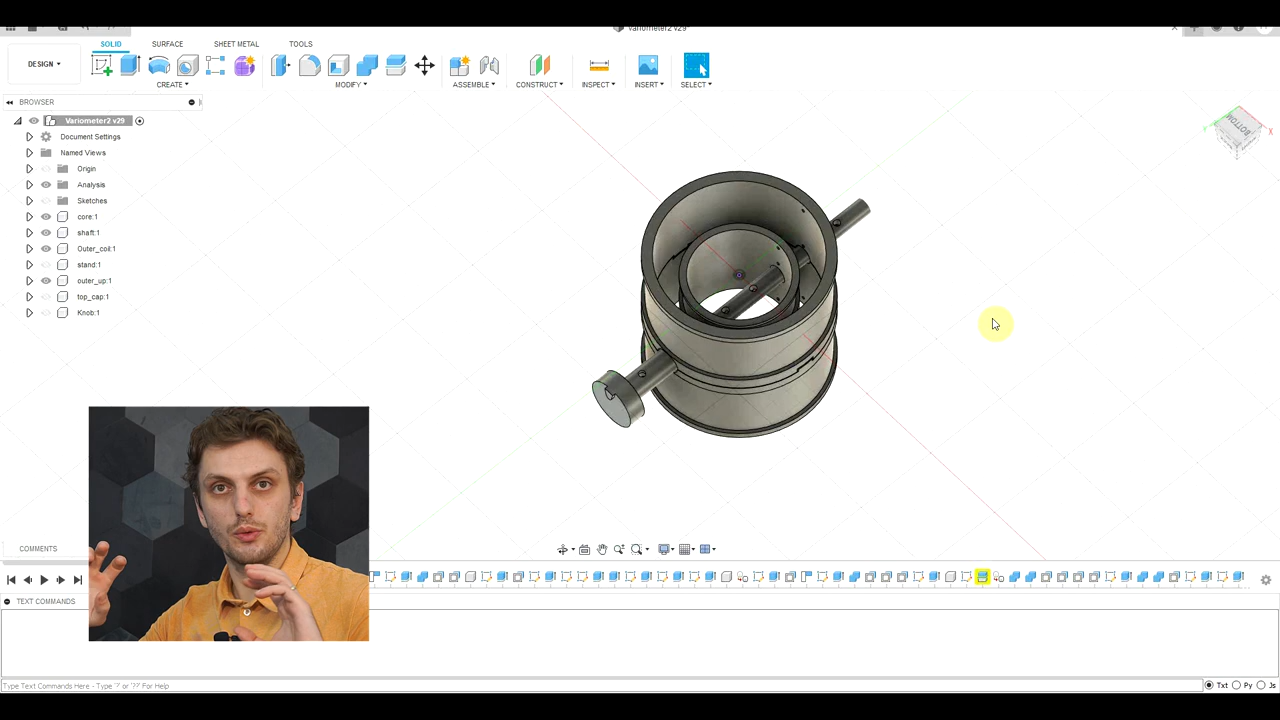 Variometer2 v29*
SOLID SURFACE SHEET METAL TOOLS
DESIGN
CREATE MODIFY ASSEMBLE CONSTRUCT INSPECT INSERT SELECT
BROWSER
Variometer2 v29
Document Settings
Named Views
Origin
Analysis
Sketches
core:1
shaft:1
Outer_coil:1
stand:1
outer_up:1
top_cap:1
Knob:1
BOTTOM
X
Y
COMMENTS
TEXT COMMANDS
Type Text Commands Here - Type '?' or '??' For Help
Txt Py Js